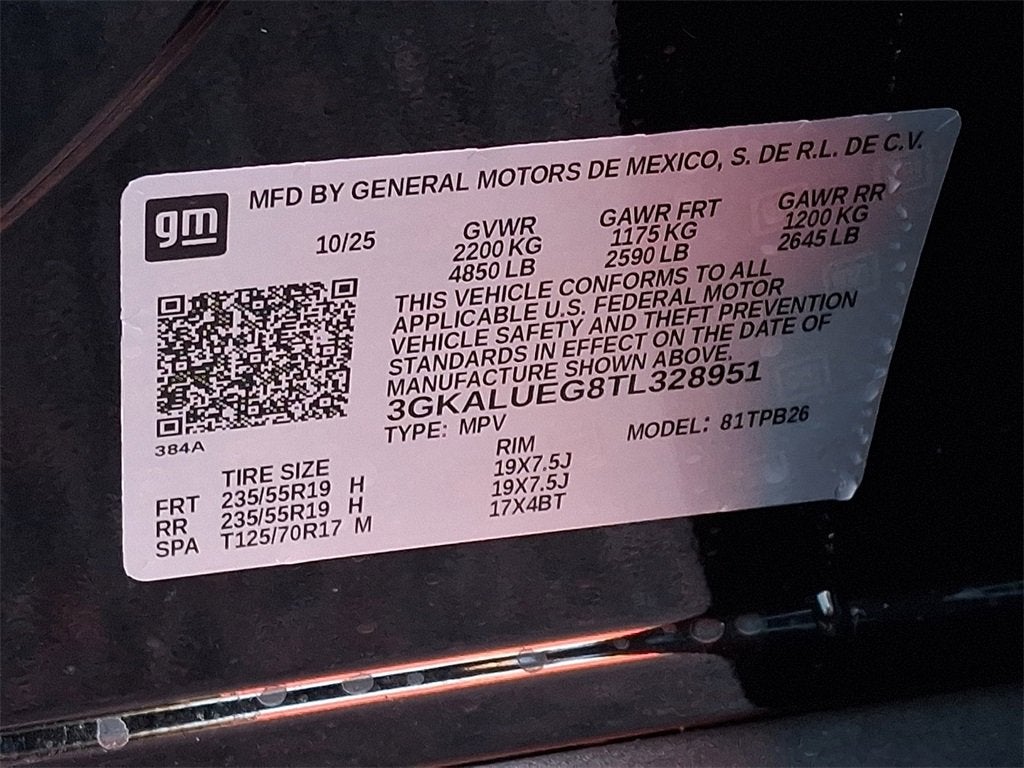 gm
MFD BY GENERAL MOTORS DE MEXICO, S. DE R.L. DE C.V.
10/25
GVWR
2200 KG
4850 LB
GAWR FRT
1175 KG
2590 LB
GAWR RR
1200 KG
2645 LB
THIS VEHICLE CONFORMS TO ALL
APPLICABLE U.S. FEDERAL MOTOR
VEHICLE SAFETY AND THEFT PREVENTION
STANDARDS IN EFFECT ON THE DATE OF
MANUFACTURE SHOWN ABOVE.
3GKALUEG8TL328951
TYPE: MPV
MODEL: 81TPB26
384A
TIRE SIZE
RIM
FRT 235/55R19 H 19X7.5J
RR 235/55R19 H 19X7.5J
SPA T125/70R17 M 17X4BT